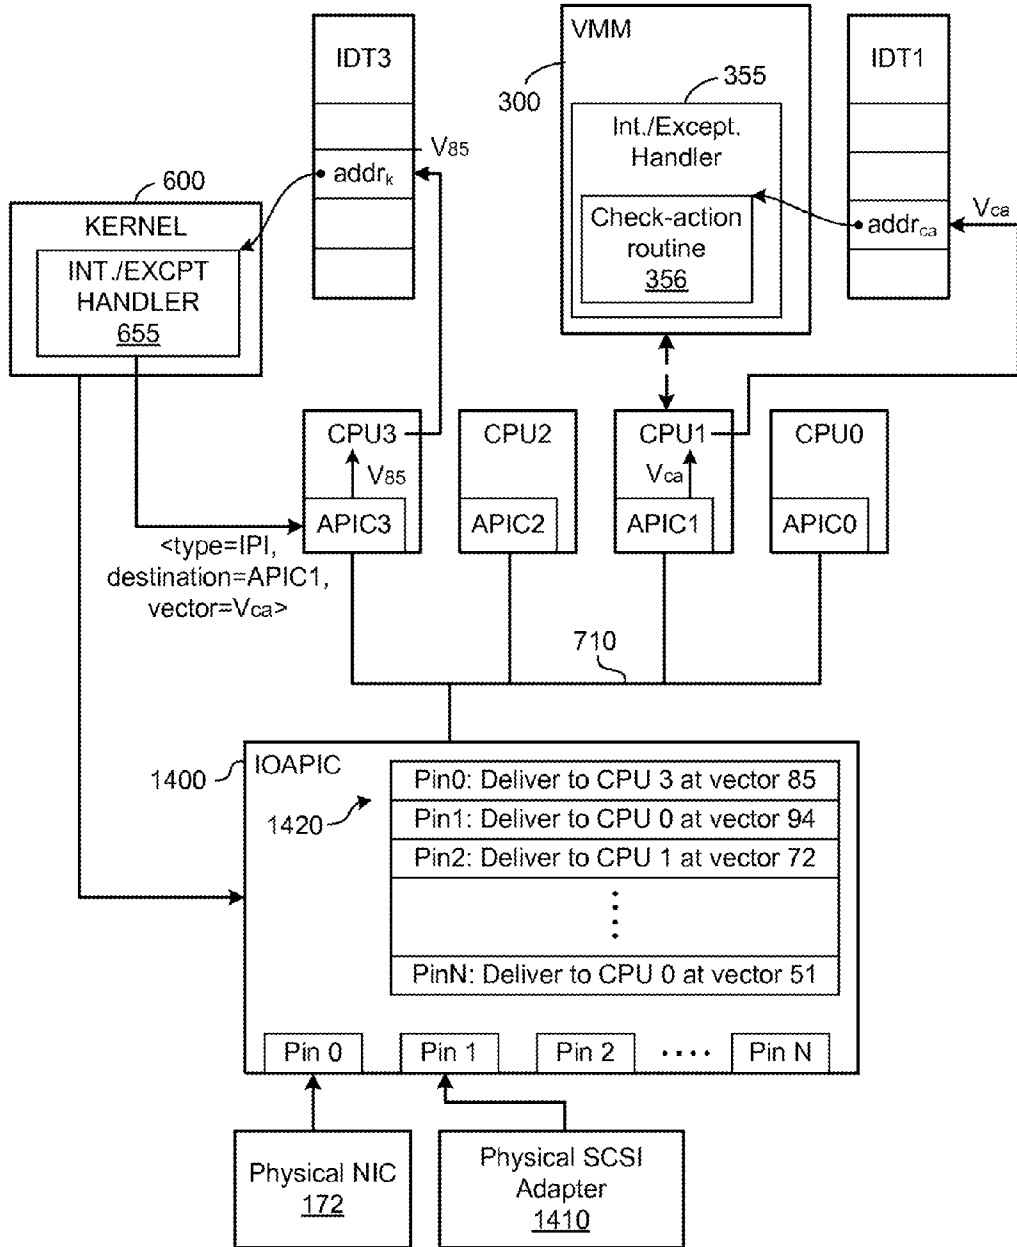 VMM
IDT3
IDT1
300
355
Int./Except.
Handler
V85
addrk
Vca
600
KERNEL
addrca
Check-action
routine
356
INT./EXCPT
HANDLER
655
CPU3
CPU2
CPU1
CPU0
V85
Vca
APIC3
APIC2
APIC1
APIC0
<type=IPI,
destination=APIC1,
vector=Vca>
710
1400
IOAPIC
1420
Pin0: Deliver to CPU 3 at vector 85
Pin1: Deliver to CPU 0 at vector 94
Pin2: Deliver to CPU 1 at vector 72
PinN: Deliver to CPU 0 at vector 51
Pin 0
Pin 1
Pin 2
....
Pin N
Physical NIC
172
Physical SCSI
Adapter
1410